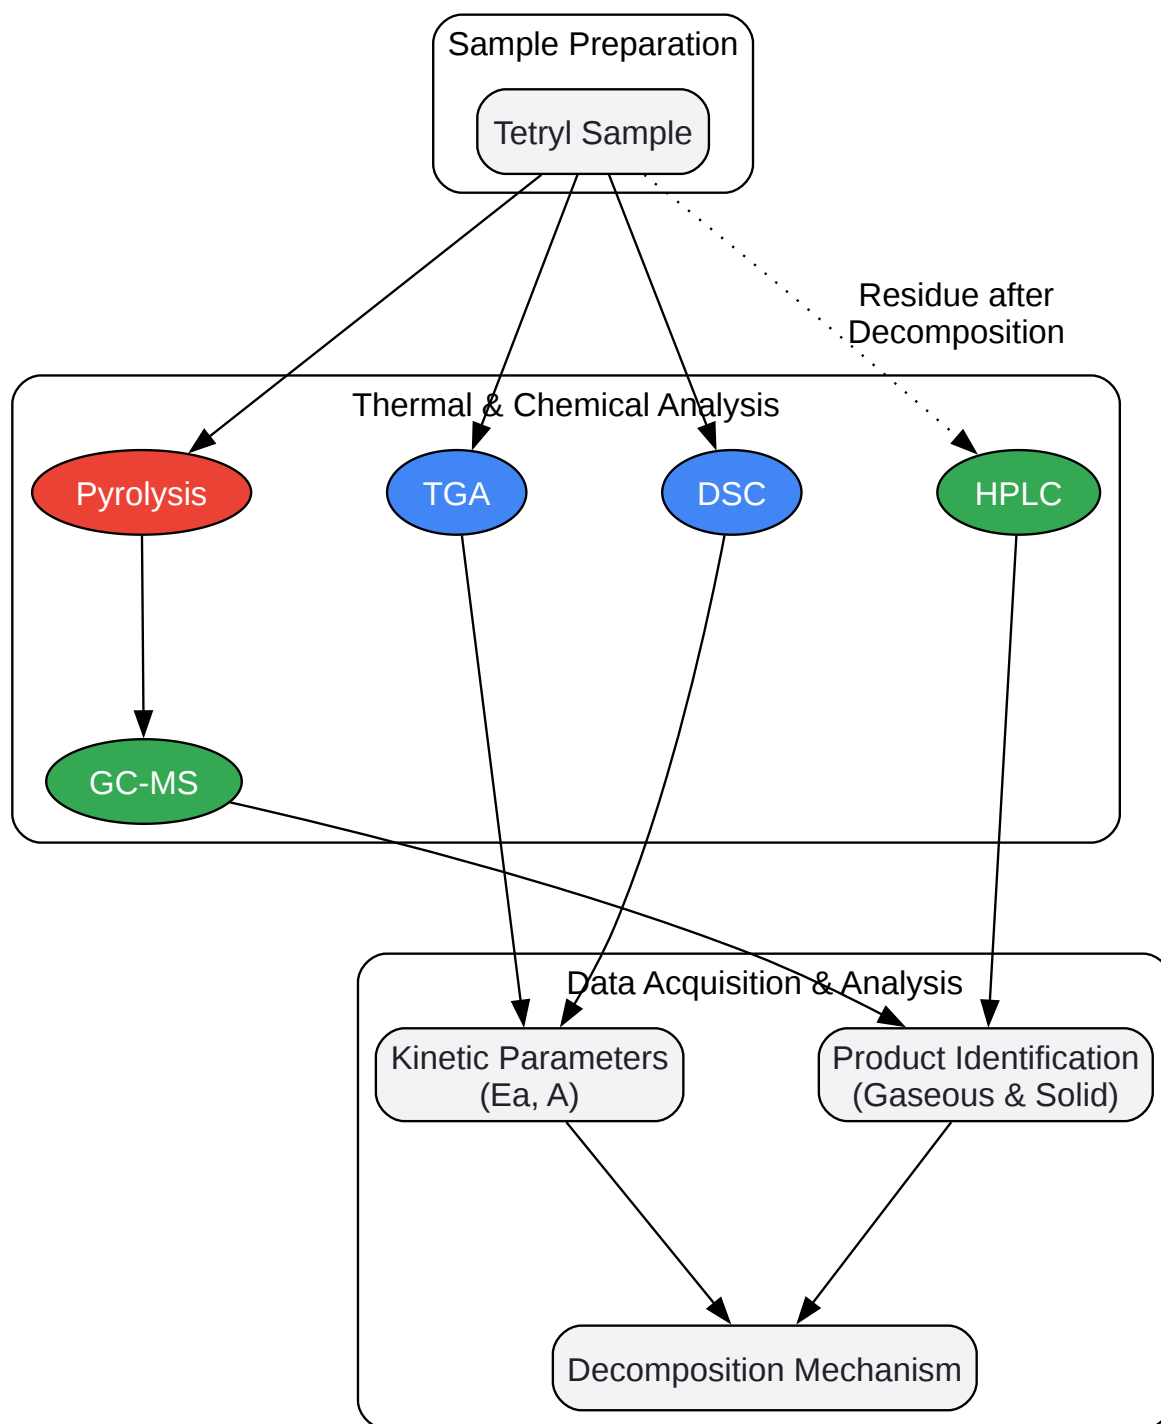 Sample Preparation
Tetryl Sample
Residue after
Decomposition
Thermal & Chemical Analysis
Pyrolysis
TGA
DSC
HPLC
GC-MS
Data Acquisition & Analysis
Kinetic Parameters
(Ea, A)
Product Identification
(Gaseous & Solid)
Decomposition Mechanism